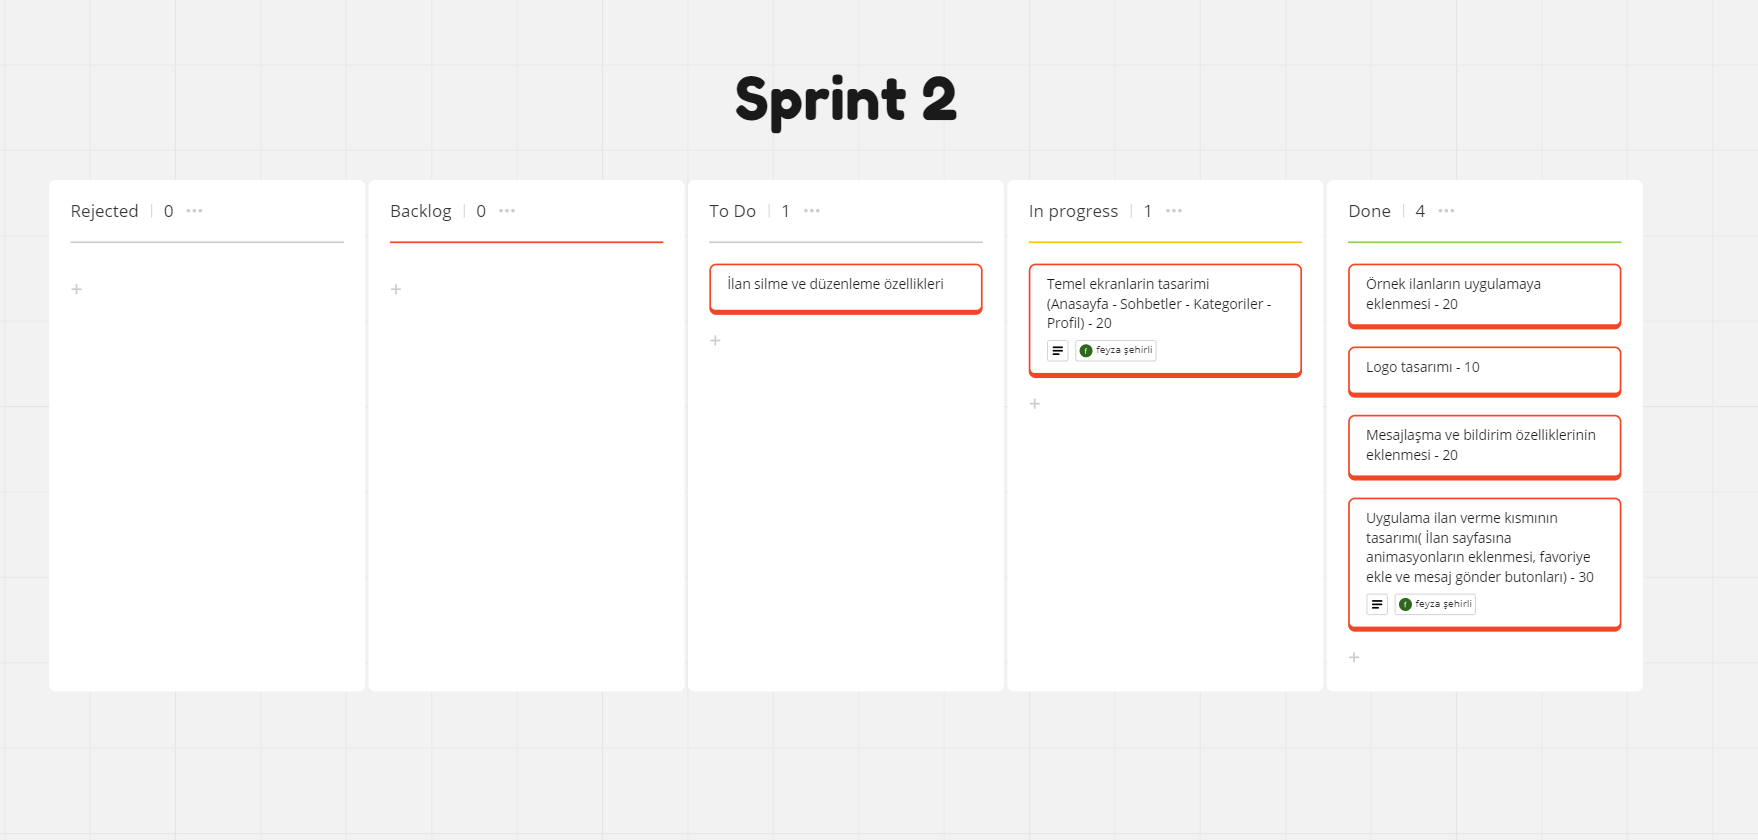 Sprint 2
Rejected 0
Backlog 0
To Do 1
İlan silme ve düzenleme özellikleri
In progress 1
Temel ekranlarin tasarimi
(Anasayfa - Sohbetler - Kategoriler -
Profil) - 20
f feyza şehirli
Done 4
Örnek ilanların uygulamaya
eklenmesi - 20
Logo tasarımı - 10
Mesajlaşma ve bildirim özelliklerinin
eklenmesi - 20
Uygulama ilan verme kısmının
tasarımı( İlan sayfasına
animasyonların eklenmesi, favoriye
ekle ve mesaj gönder butonları) - 30
f feyza şehirli